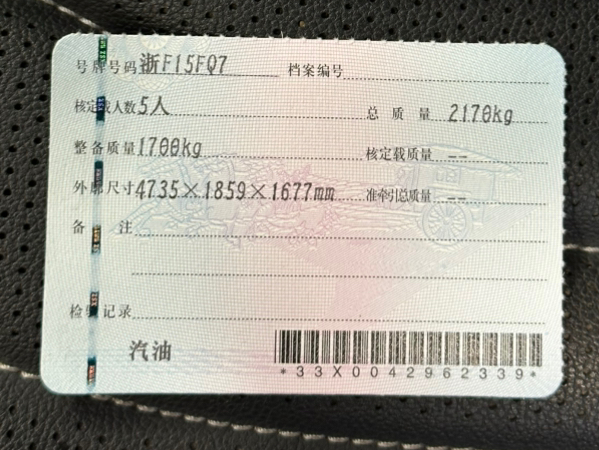 号牌号码 浙F15FQ7 档案编号
核定载人数 5人 总质量 2170kg
整备质量 1700kg 核定载质量 --
外廓尺寸 4735×1859×1677mm 准牵引总质量 --
备注
检验记录
汽油
*33X0042962339*